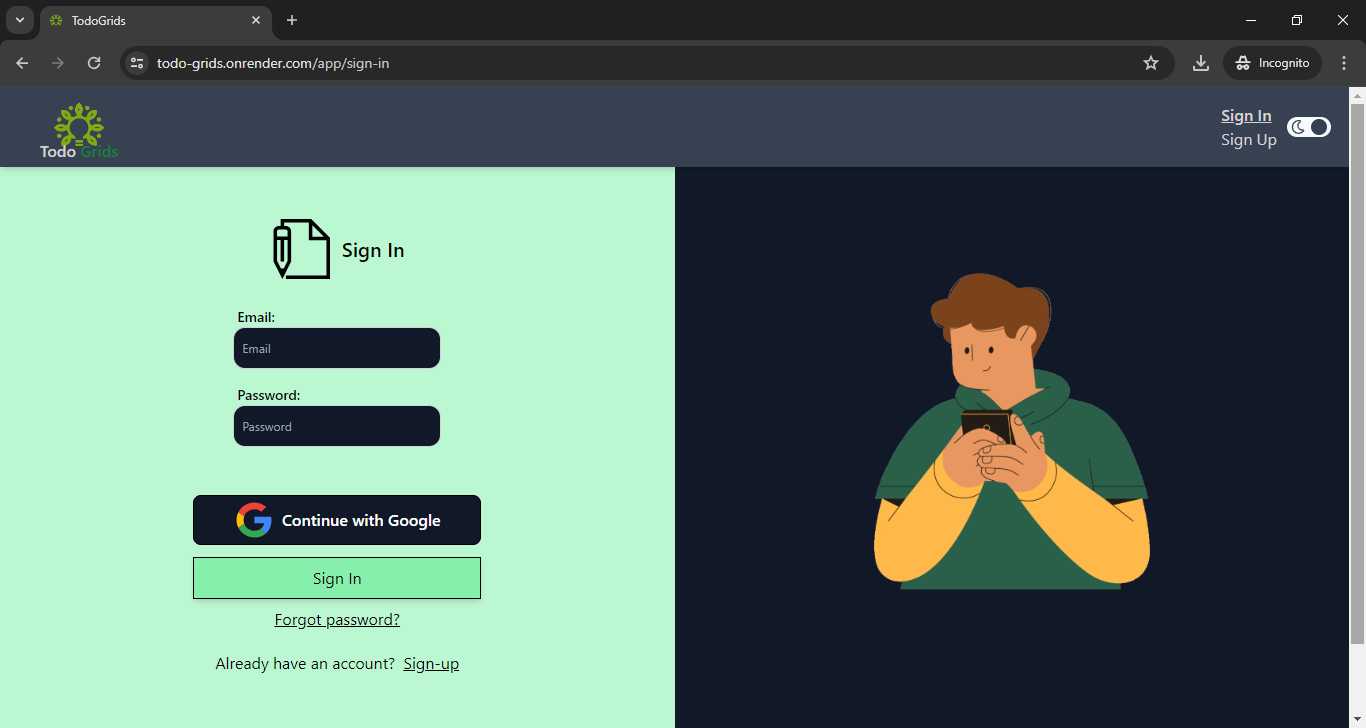 TodoGrids
todo-grids.onrender.com/app/sign-in
Incognito
Todo Grids
Sign In
Sign Up
Sign In
Email:
Email
Password:
Password
Continue with Google
Sign In
Forgot password?
Already have an account? Sign-up